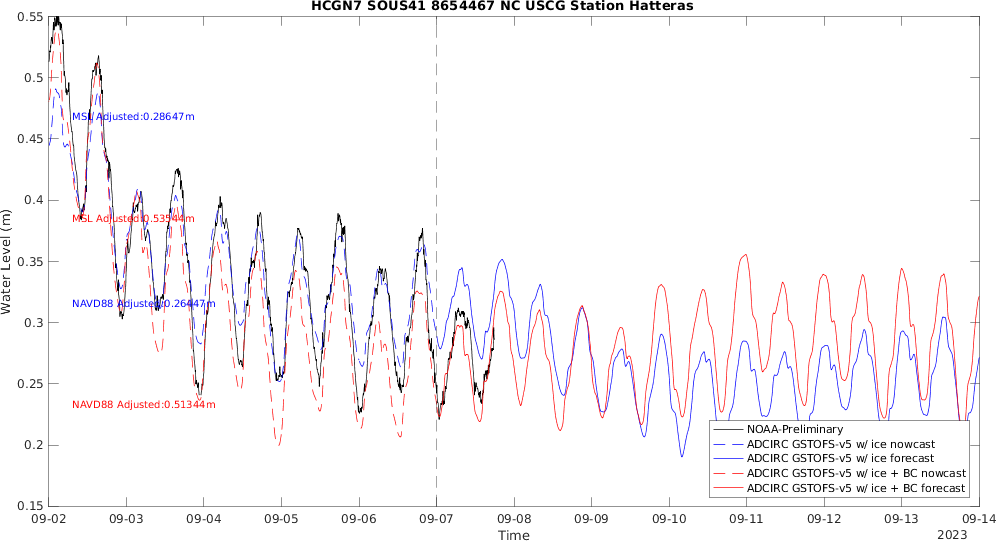 HCGN7 SOUS41 8654467 NC USCG Station Hatteras
Water Level (m)
0.55
0.5
0.45
0.4
0.35
0.3
0.25
0.2
0.15
MSL Adjusted:0.28647m
MSL Adjusted:0.53544m
NAVD88 Adjusted:0.26447m
NAVD88 Adjusted:0.51344m
NOAA-Preliminary
ADCIRC GSTOFS-v5 w/ ice nowcast
ADCIRC GSTOFS-v5 w/ ice forecast
ADCIRC GSTOFS-v5 w/ ice + BC nowcast
ADCIRC GSTOFS-v5 w/ ice + BC forecast
09-02 09-03 09-04 09-05 09-06 09-07 09-08 09-09 09-10 09-11 09-12 09-13 09-14
Time
2023